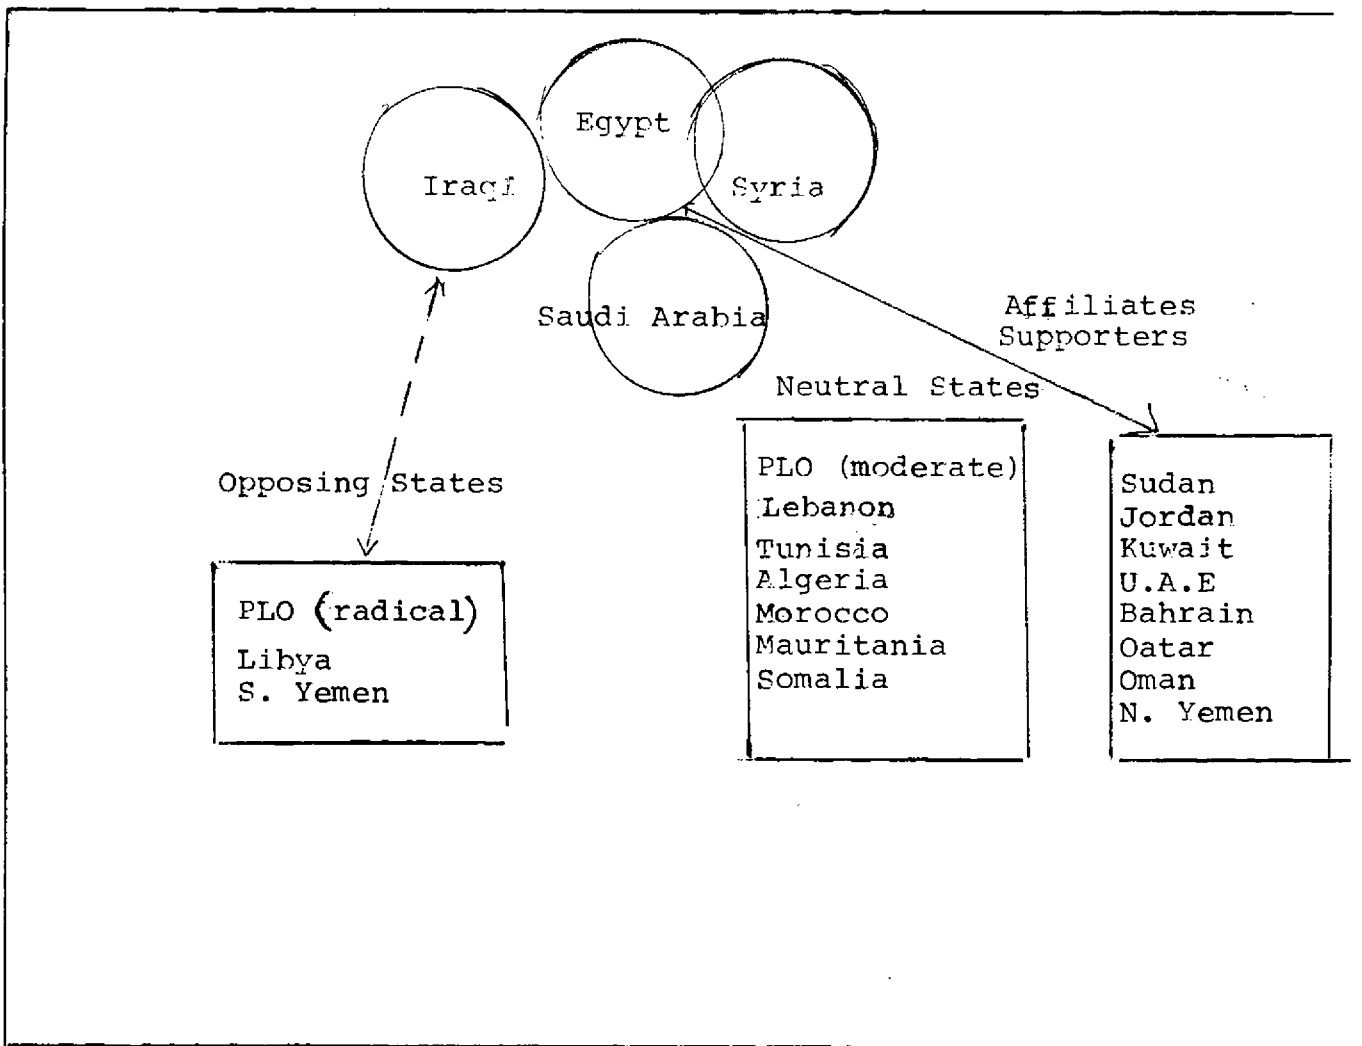 Egypt
Iraqi
Syria
Saudi Arabia
Affiliates
Supporters
Neutral States
Opposing States
PLO (radical)
Libya
S. Yemen
PLO (moderate)
Lebanon
Tunisia
Algeria
Morocco
Mauritania
Somalia
Sudan
Jordan
Kuwait
U.A.E
Bahrain
Oatar
Oman
N. Yemen